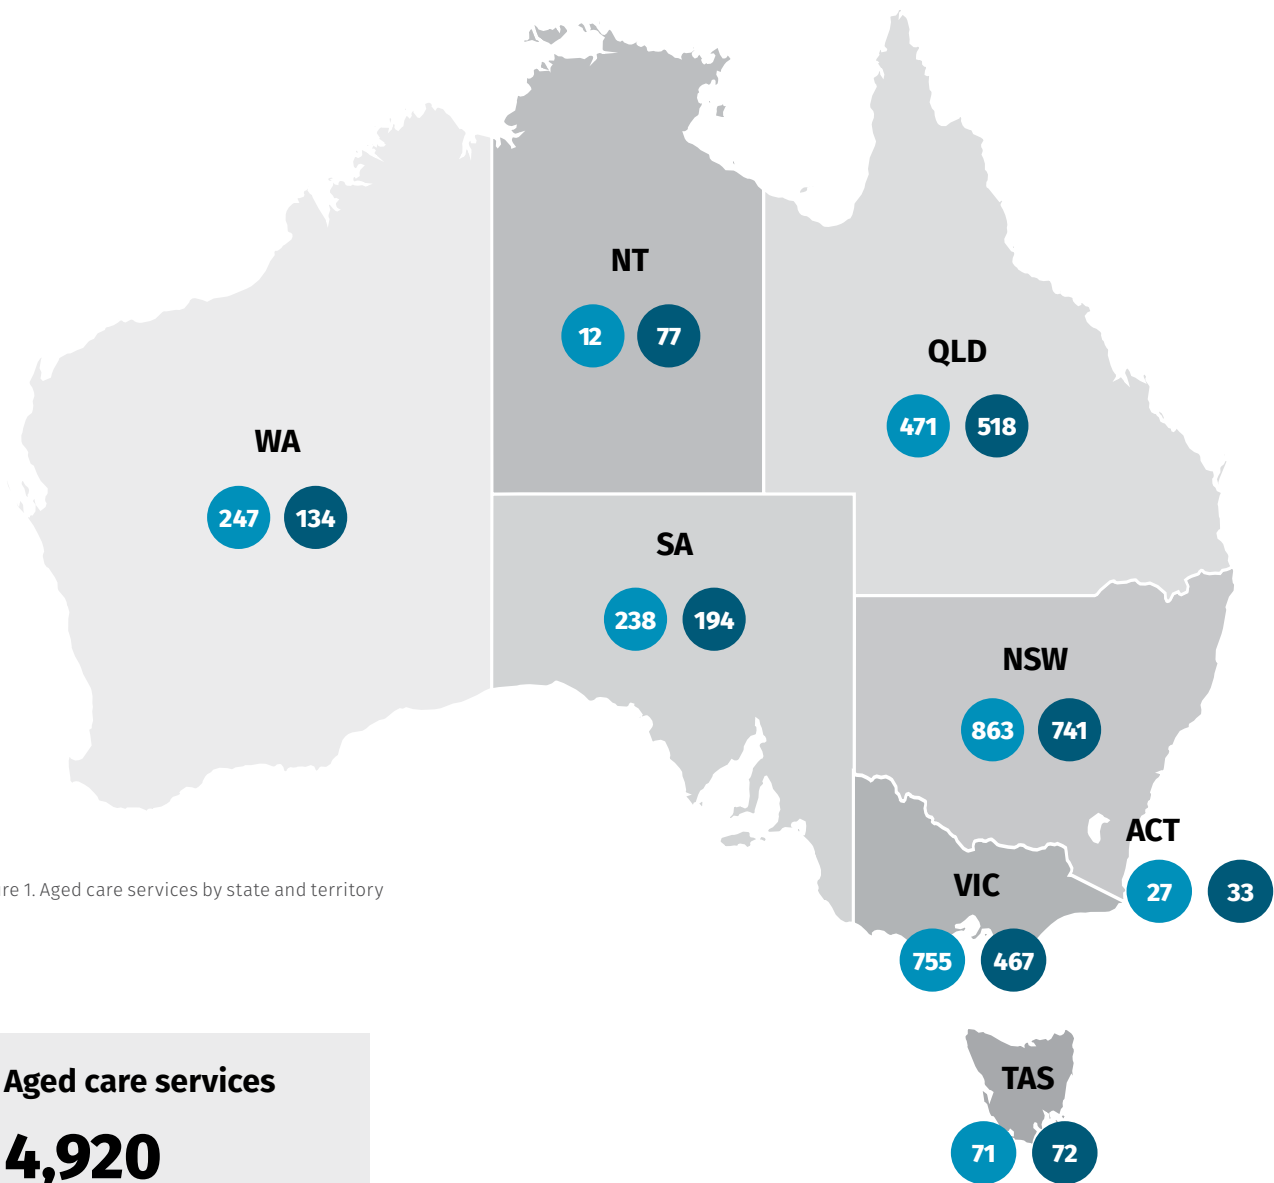 NT
12 77
QLD
471 518
WA
247 134
SA
238 194
NSW
863 741
ACT
27 33
re 1. Aged care services by state and territory
VIC
755 467
Aged care services
4,920
TAS
71 72